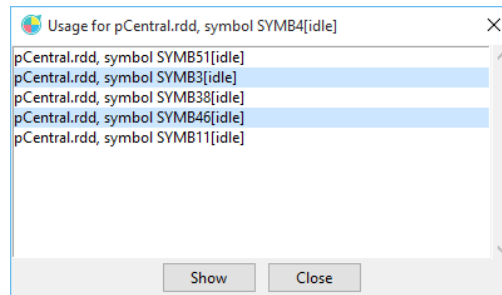 Usage for pCentral.rdd, symbol SYMB4[idle]
pCentral.rdd, symbol SYMB51[idle]
pCentral.rdd, symbol SYMB3[idle]
pCentral.rdd, symbol SYMB38[idle]
pCentral.rdd, symbol SYMB46[idle]
pCentral.rdd, symbol SYMB11[idle]
Show Close